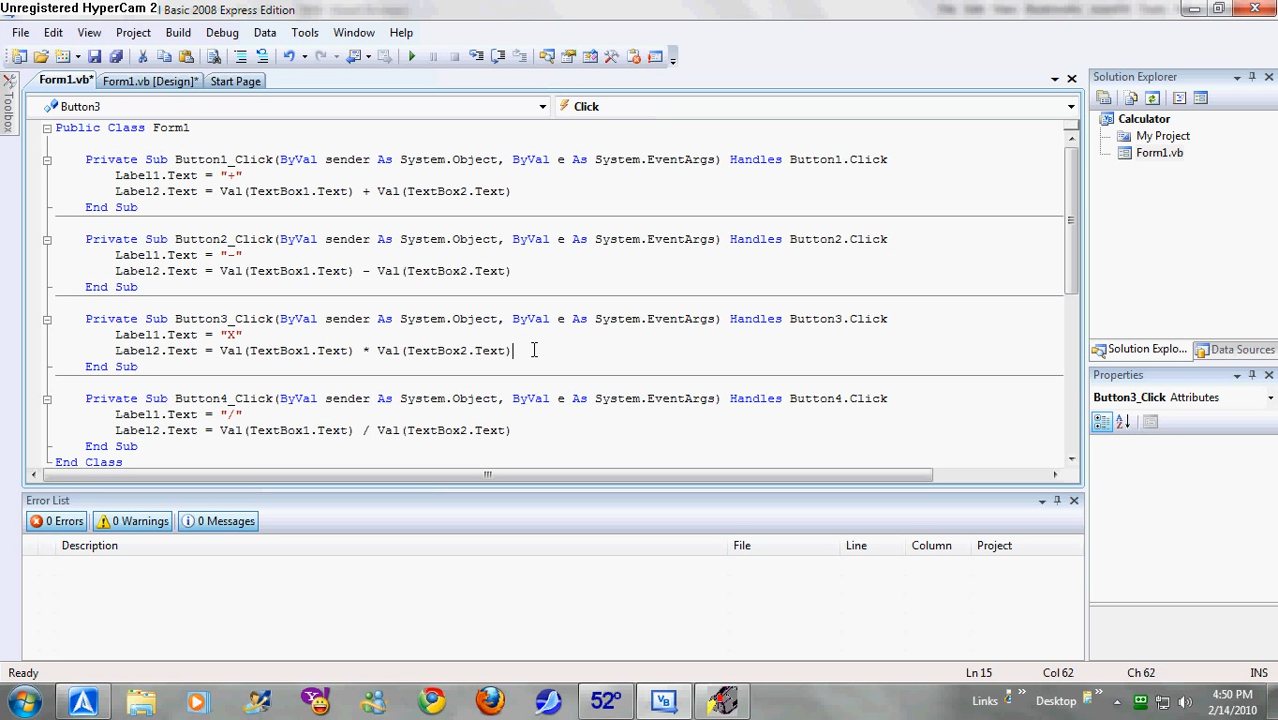 Unregistered HyperCam 2 l Basic 2008 Express Edition
File Edit View Project Build Debug Data Tools Window Help
Form1.vb* Form1.vb [Design]* Start Page
Toolbox
Button3 Click
Public Class Form1
Private Sub Button1_Click(ByVal sender As System.Object, ByVal e As System.EventArgs) Handles Button1.Click
Label1.Text = "+"
Label2.Text = Val(TextBox1.Text) + Val(TextBox2.Text)
End Sub
Private Sub Button2_Click(ByVal sender As System.Object, ByVal e As System.EventArgs) Handles Button2.Click
Label1.Text = "-"
Label2.Text = Val(TextBox1.Text) - Val(TextBox2.Text)
End Sub
Private Sub Button3_Click(ByVal sender As System.Object, ByVal e As System.EventArgs) Handles Button3.Click
Label1.Text = "X"
Label2.Text = Val(TextBox1.Text) * Val(TextBox2.Text)
End Sub
Private Sub Button4_Click(ByVal sender As System.Object, ByVal e As System.EventArgs) Handles Button4.Click
Label1.Text = "/"
Label2.Text = Val(TextBox1.Text) / Val(TextBox2.Text)
End Sub
End Class
Solution Explorer
Calculator
My Project
Form1.vb
Solution Explo... Data Sources
Properties
Button3_Click Attributes
Error List
0 Errors 0 Warnings 0 Messages
Description File Line Column Project
Ready Ln 15 Col 62 Ch 62 INS
52° VB Links » Desktop »
4:50 PM
2/14/2010